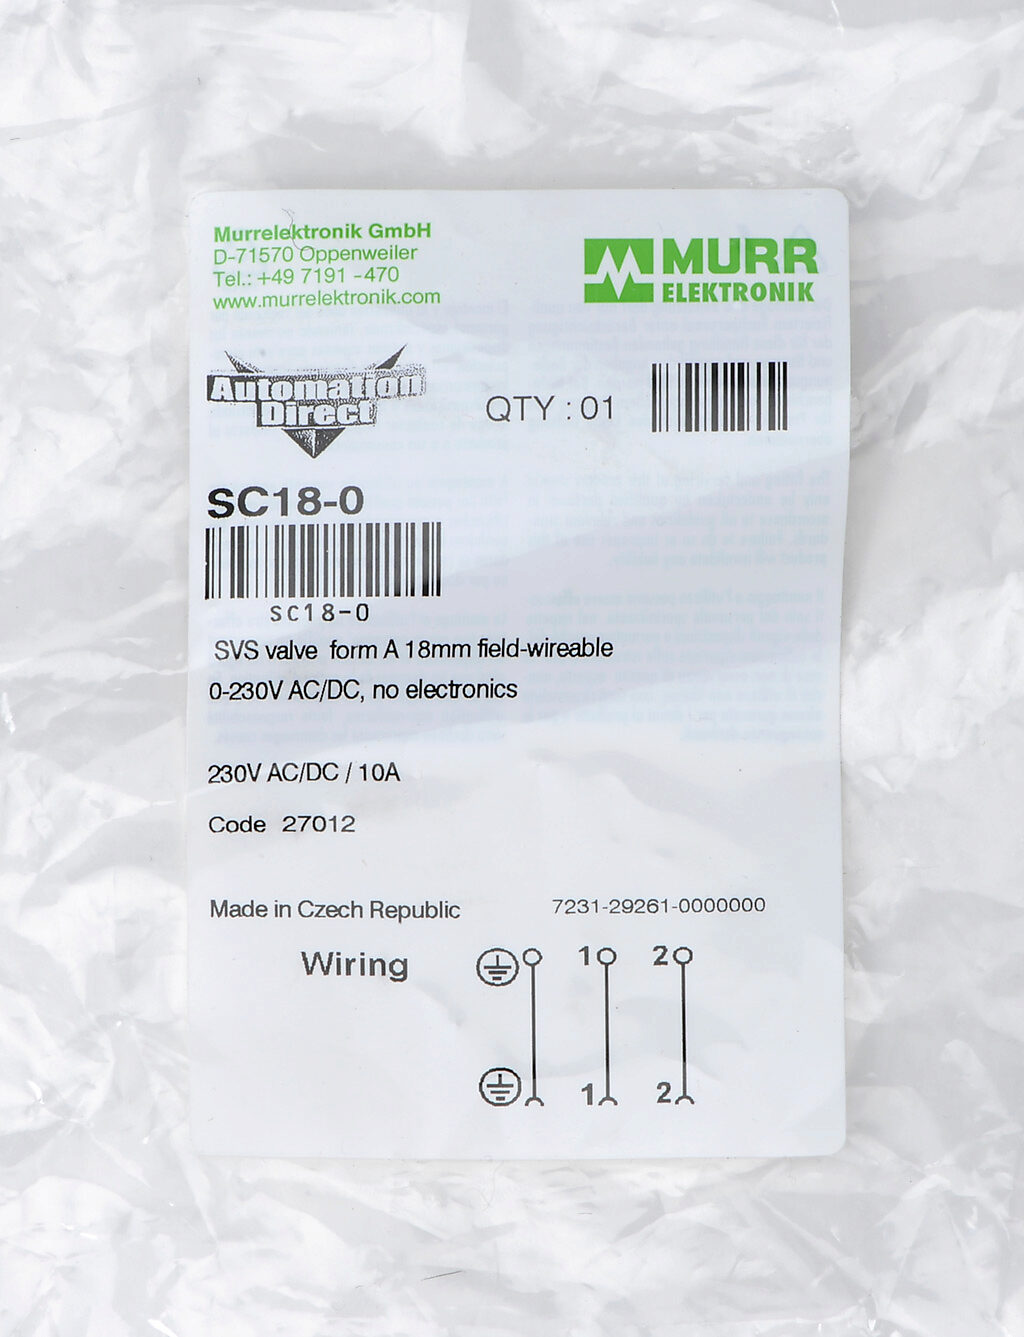 Murrelektronik GmbH
D-71570 Oppenweiler
Tel.: +49 7191 -470
www.murrelektronik.com
MURR
ELEKTRONIK
Automation
Direct
QTY : 01
SC18-0
SC18-0
SVS valve form A 18mm field-wireable
0-230V AC/DC, no electronics
230V AC/DC / 10A
Code 27012
Made in Czech Republic
7231-29261-0000000
Wiring
1 2
1 2